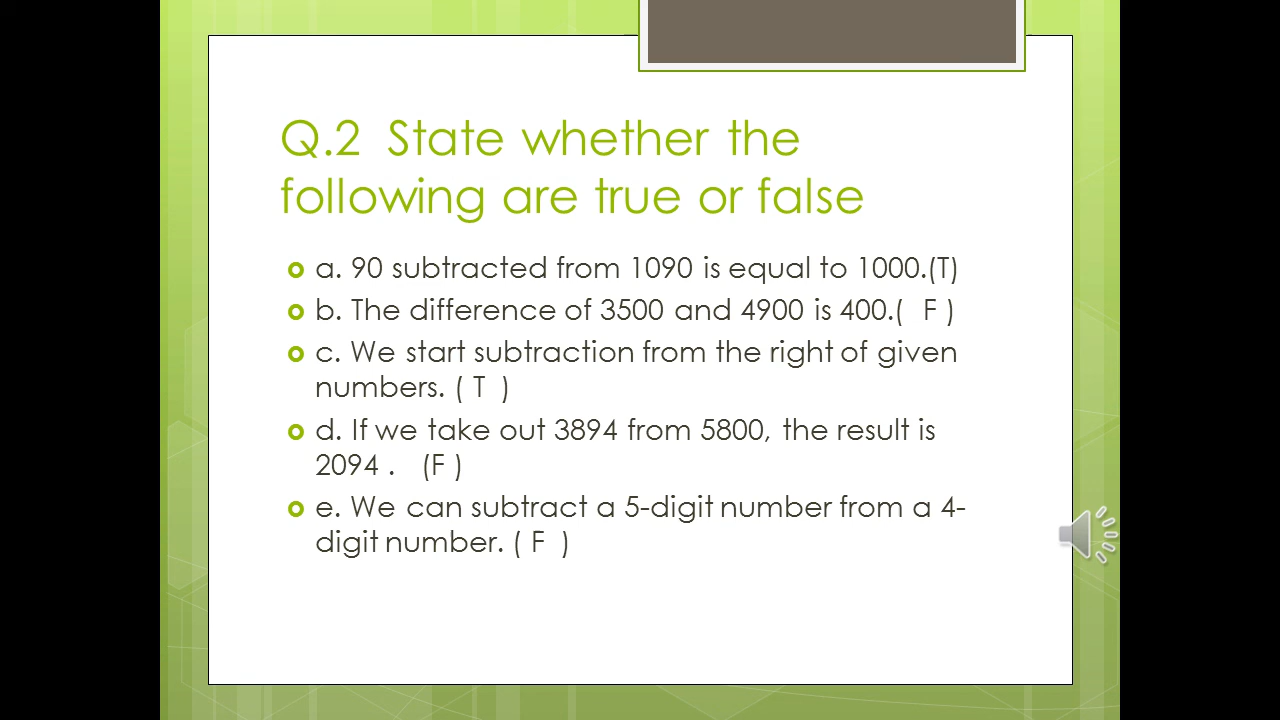 Q.2 State whether the
following are true or false
a. 90 subtracted from 1090 is equal to 1000.(T)
b. The difference of 3500 and 4900 is 400.( F )
c. We start subtraction from the right of given
numbers. ( T )
d. If we take out 3894 from 5800, the result is
2094 . (F )
e. We can subtract a 5-digit number from a 4-
digit number. ( F )